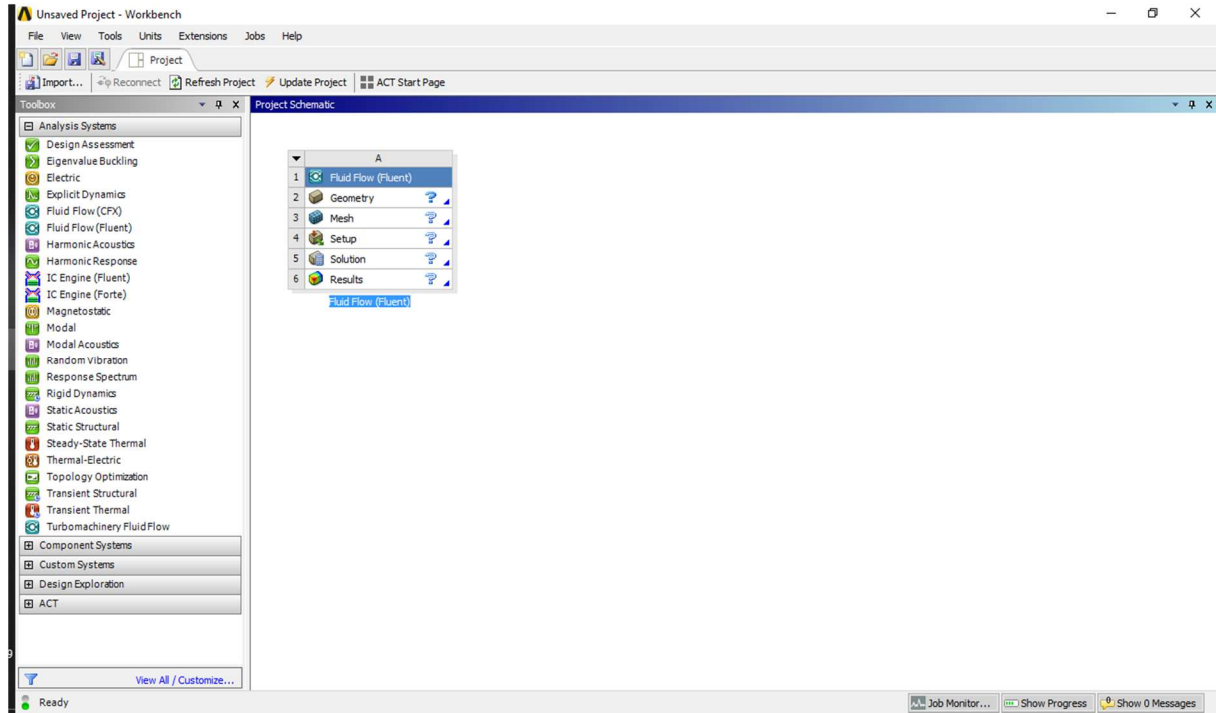 Unsaved Project - Workbench
File View Tools Units Extensions Jobs Help
Project
Import... Reconnect Refresh Project Update Project ACT Start Page
Toolbox
Analysis Systems
Design Assessment
Eigenvalue Buckling
Electric
Explicit Dynamics
Fluid Flow (CFX)
Fluid Flow (Fluent)
Harmonic Acoustics
Harmonic Response
IC Engine (Fluent)
IC Engine (Forte)
Magnetostatic
Modal
Modal Acoustics
Random Vibration
Response Spectrum
Rigid Dynamics
Static Acoustics
Static Structural
Steady-State Thermal
Thermal-Electric
Topology Optimization
Transient Structural
Transient Thermal
Turbomachinery Fluid Flow
Component Systems
Custom Systems
Design Exploration
ACT
View All / Customize...
Project Schematic
A
1 Fluid Flow (Fluent)
2 Geometry ?
3 Mesh ?
4 Setup ?
5 Solution ?
6 Results ?
Fluid Flow (Fluent)
Ready
Job Monitor... Show Progress Show 0 Messages